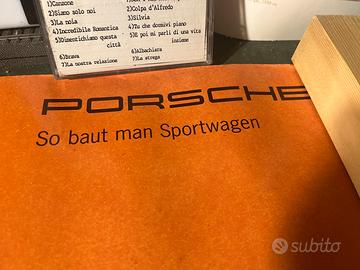 1)Canzone
2)Siamo solo noi
3)La noia
4)Incredibile Romantica
5)Dimentichiamo questa
città
6)Brava
7)La nostra relazione
2)Colpa d'Alfredo
3)Silvia
4)Tu che dormivi piano
5)E poi mi parli di una vita
insieme
6)Albachiara
7)La strega
PORSCHE
So baut man Sportwagen
subito